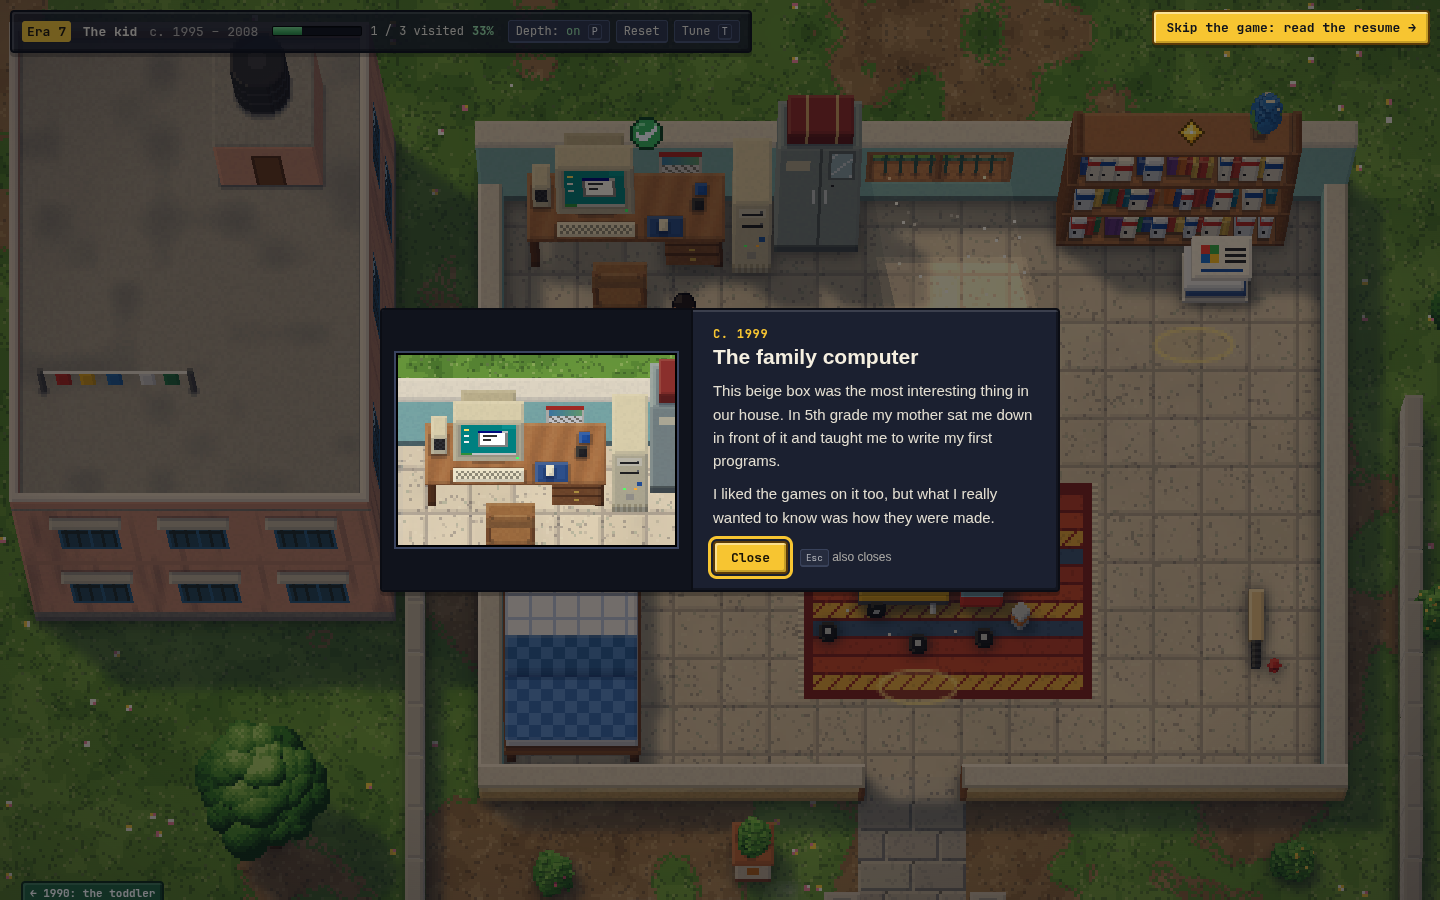 Era 7 The kid c. 1995 – 2008 1 / 3 visited 33% Depth: on P Reset Tune T
Skip the game: read the resume →
C. 1999
The family computer
This beige box was the most interesting thing in
our house. In 5th grade my mother sat me down
in front of it and taught me to write my first
programs.
I liked the games on it too, but what I really
wanted to know was how they were made.
Close Esc also closes
← 1990: the toddler